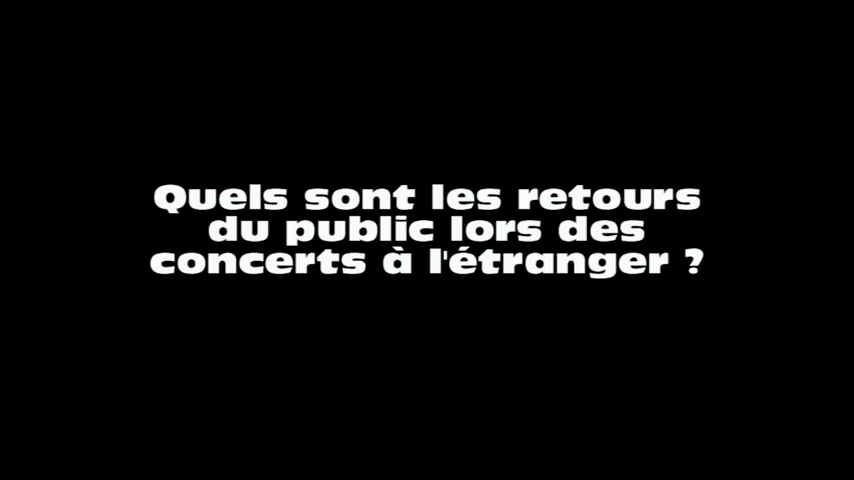 Quels sont les retours
du public lors des
concerts à l'étranger ?